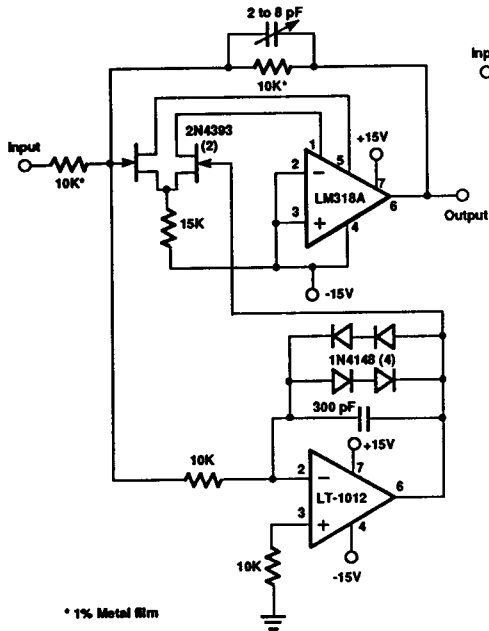 2 to 8 pF
Inp
10K*
2N4393
(2)
+15V
Input
1
5
7
2
−
LM318A
6
10K*
3
+
Output
15K
4
-15V
1N4148 (4)
300 pF
+15V
10K
2
−
7
6
LT-1012
3
+
4
10K
-15V
* 1% Metal film